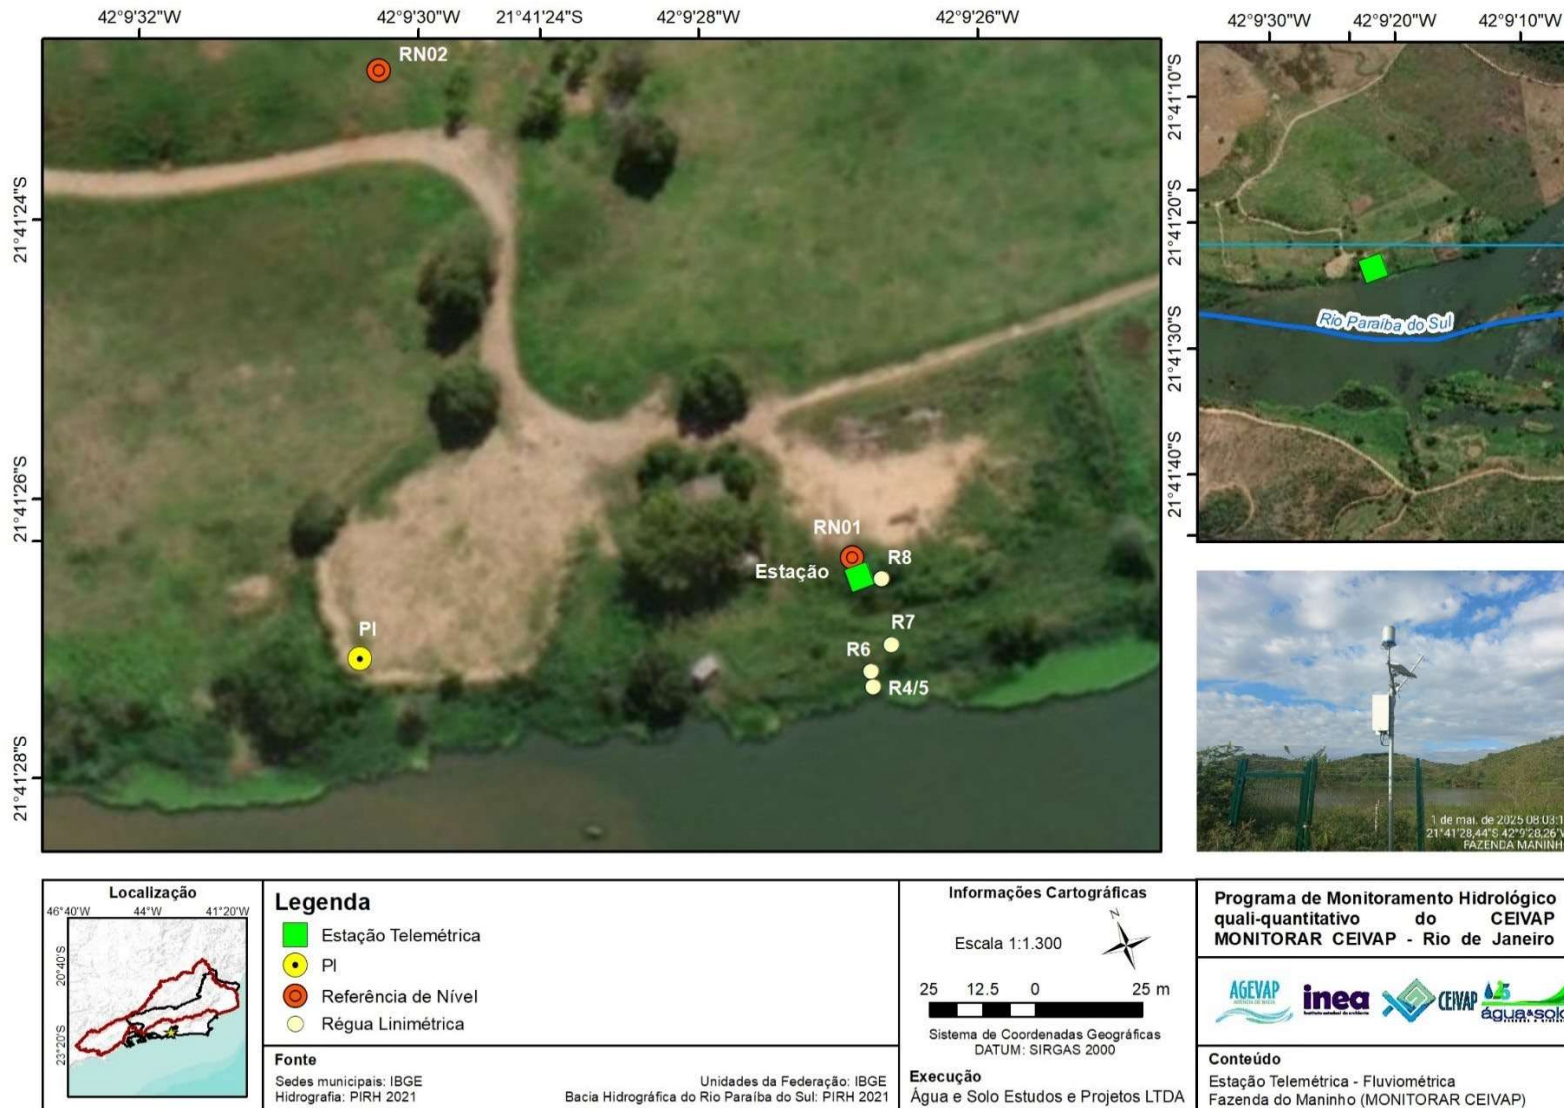 42°9'32"W
42°9'30"W
21°41'24"S
42°9'28"W
42°9'26"W
42°9'30"W
42°9'20"W
42°9'10"W
21°41'24"S
21°41'26"S
21°41'28"S
21°41'10"S
21°41'20"S
21°41'30"S
21°41'40"S
RN02
RN01
Estação
R8
R7
R6
R4/5
PI
Rio Paraíba do Sul
1 de mai. de 2025 08:03:1
21°41'28,44"S 42°9'28,26"W
FAZENDA MANINH
Localização
46°40'W
44°W
41°20'W
20°40'S
23°20'S
Legenda
Estação Telemétrica
PI
Referência de Nível
Régua Linimétrica
Fonte
Sedes municipais: IBGE
Hidrografia: PIRH 2021
Unidades da Federação: IBGE
Bacia Hidrográfica do Rio Paraíba do Sul: PIRH 2021
Informações Cartográficas
Escala 1:1.300
N
25 12.5 0 25 m
Sistema de Coordenadas Geográficas
DATUM: SIRGAS 2000
Execução
Água e Solo Estudos e Projetos LTDA
Programa de Monitoramento Hidrológico
quali-quantitativo do CEIVAP
MONITORAR CEIVAP - Rio de Janeiro
AGEVAP
inea
instituto estadual do ambiente
CEIVAP
água&solo
Conteúdo
Estação Telemétrica - Fluviométrica
Fazenda do Maninho (MONITORAR CEIVAP)